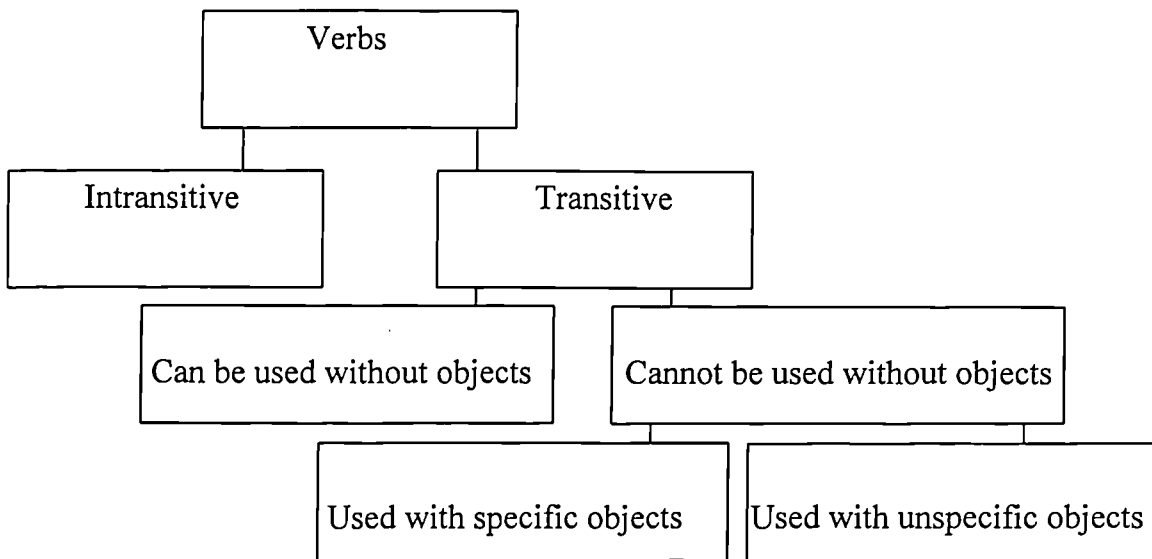 Verbs
Intransitive
Transitive
Can be used without objects
Cannot be used without objects
Used with specific objects
Used with unspecific objects